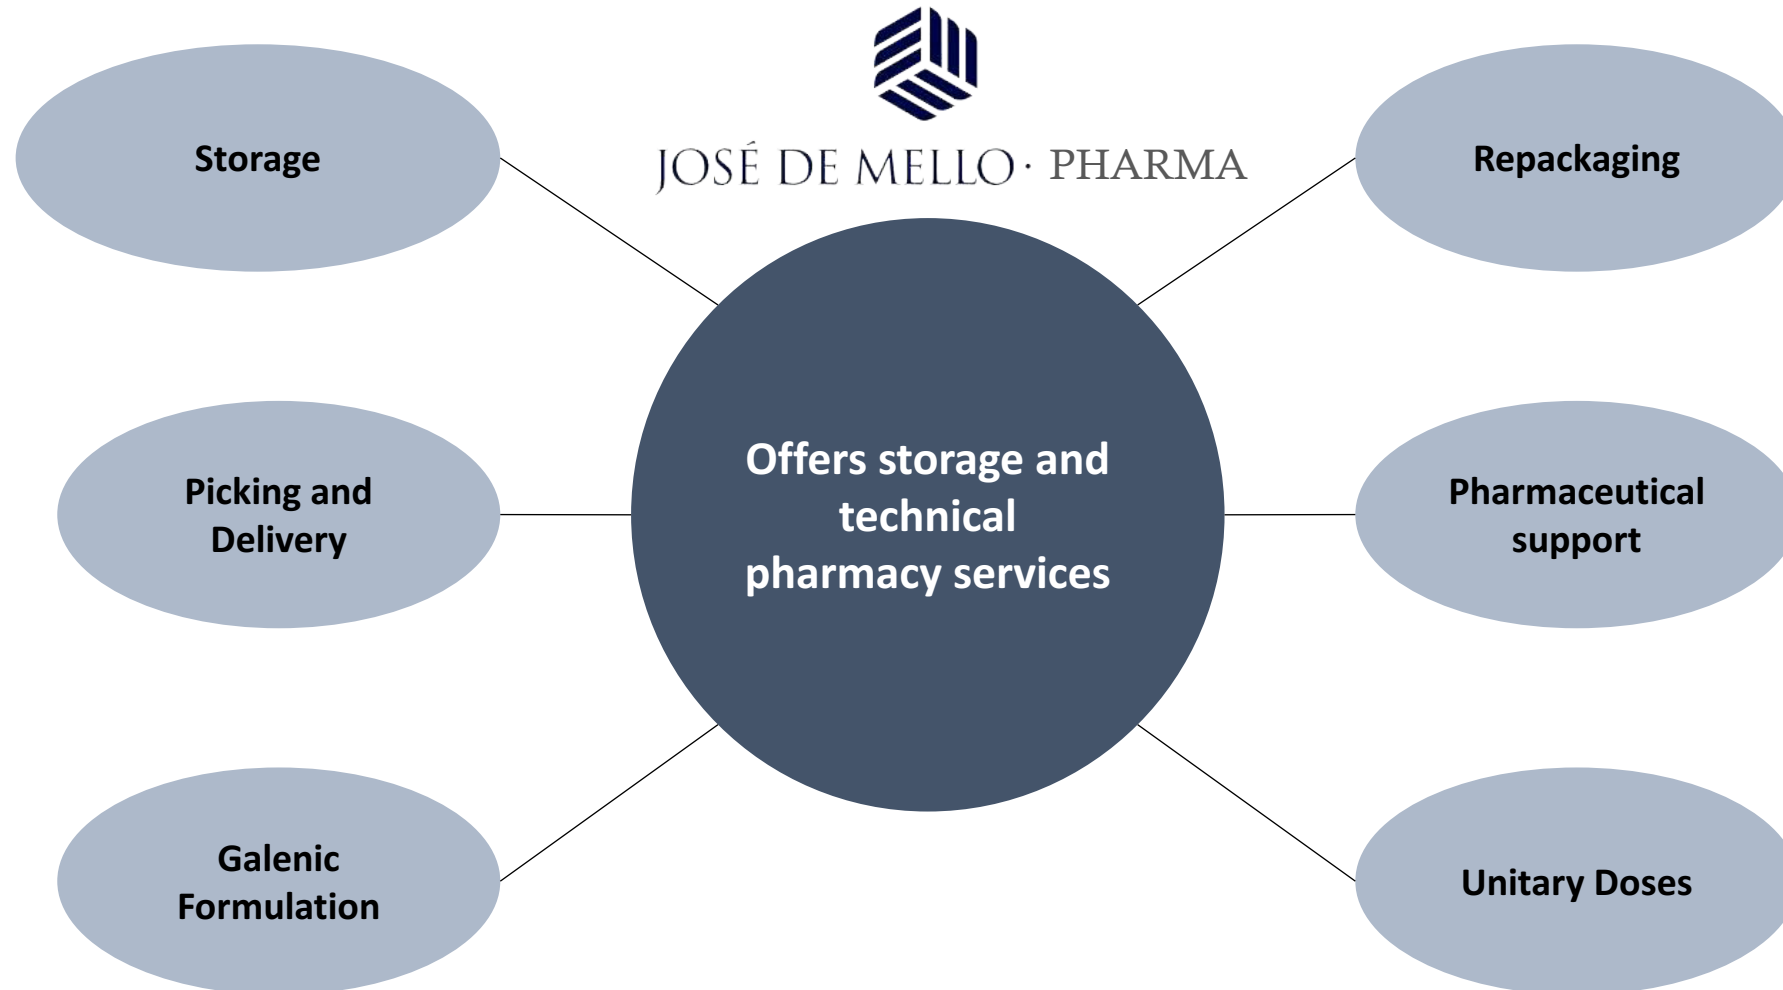 JOSÉ DE MELLO · PHARMA
Storage
Repackaging
Offers storage and
technical
pharmacy services
Picking and
Delivery
Pharmaceutical
support
Galenic
Formulation
Unitary Doses